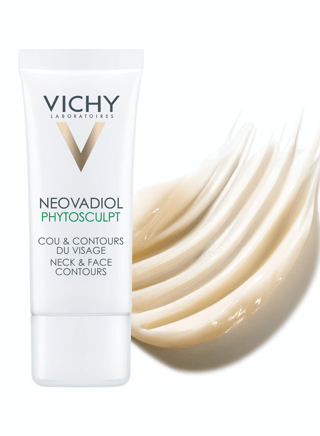 VICHY
LABORATOIRES
NEOVADIOL
PHYTOSCULPT
COU & CONTOURS
DU VISAGE
NECK & FACE
CONTOURS